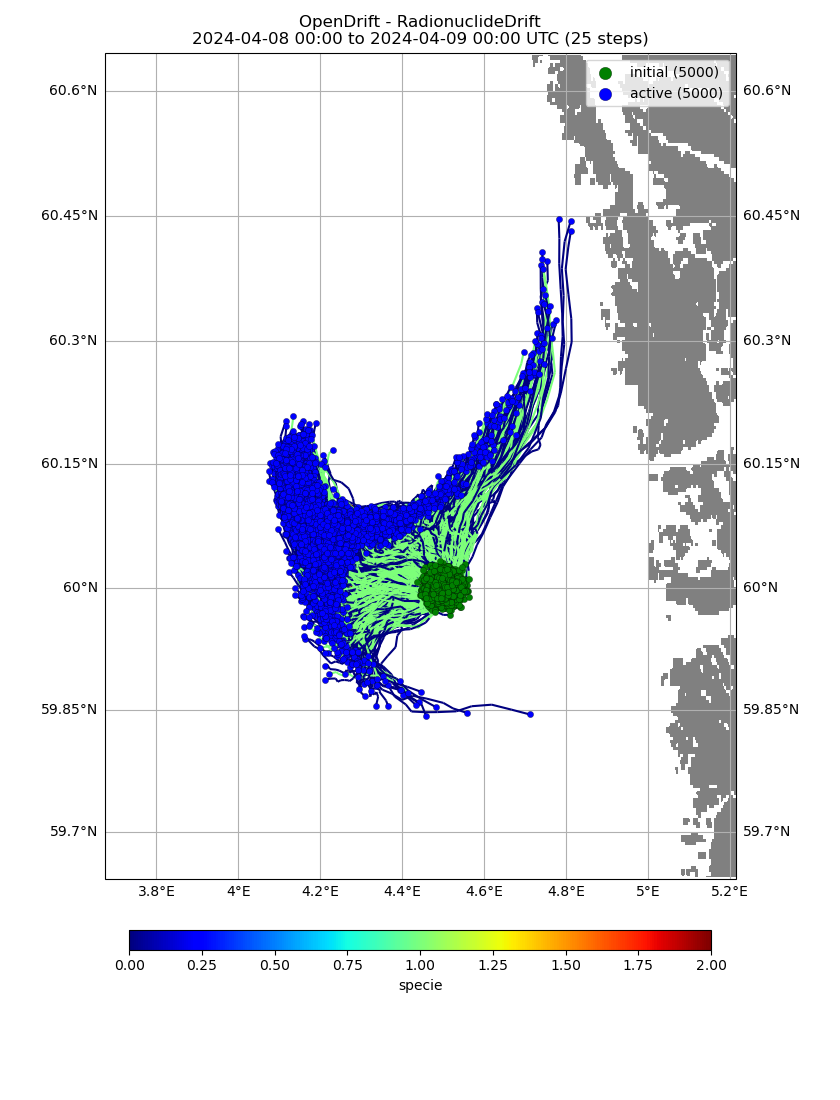 OpenDrift - RadionuclideDrift
2024-04-08 00:00 to 2024-04-09 00:00 UTC (25 steps)
initial (5000)
active (5000)
60.6°N 60.6°N
60.45°N 60.45°N
60.3°N 60.3°N
60.15°N 60.15°N
60°N 60°N
59.85°N 59.85°N
59.7°N 59.7°N
3.8°E 4°E 4.2°E 4.4°E 4.6°E 4.8°E 5°E 5.2°E
0.00 0.25 0.50 0.75 1.00 1.25 1.50 1.75 2.00
specie